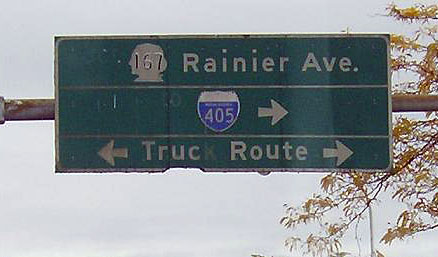 167 Rainier Ave.
405
Truck Route